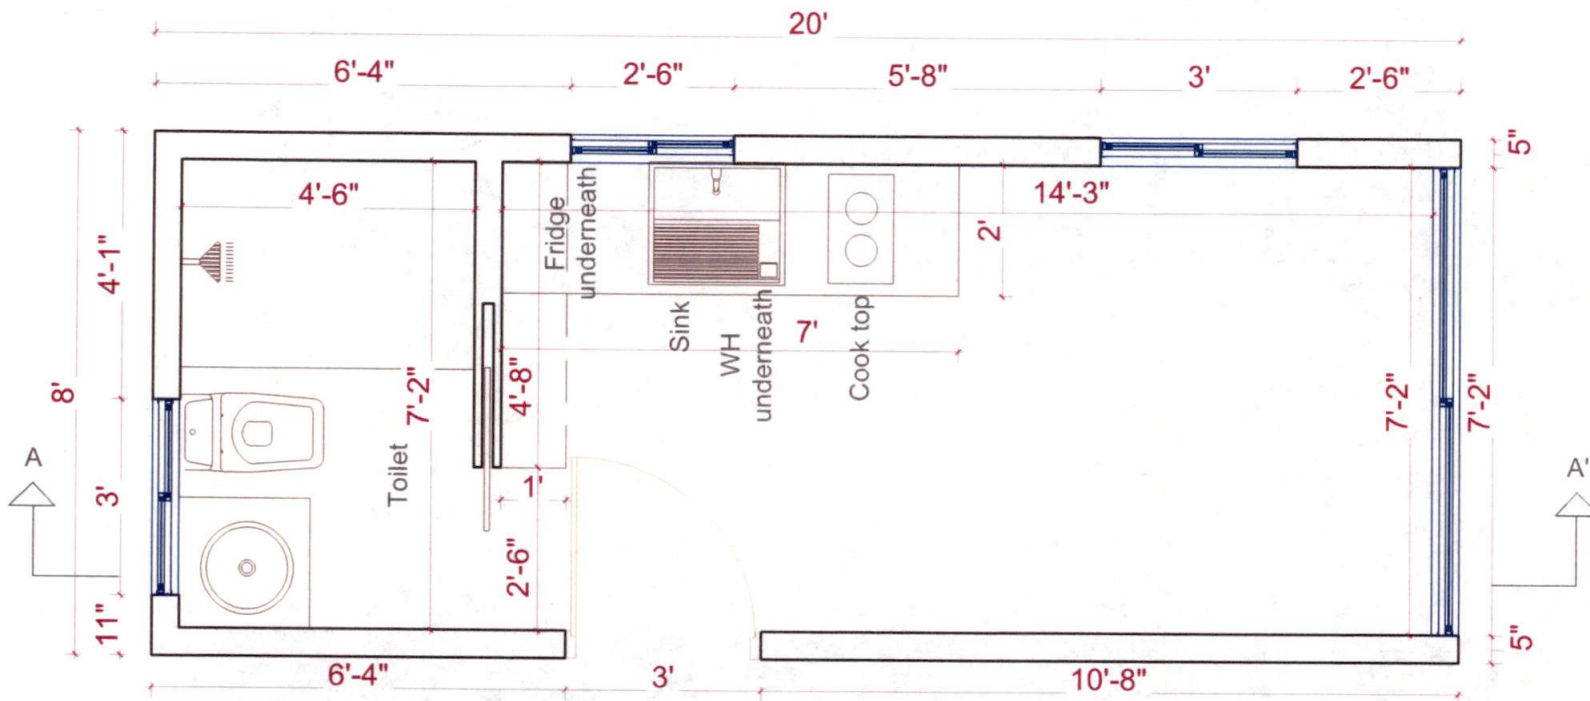 20'
6'-4"
2'-6"
5'-8"
3'
2'-6"
5"
4'-6"
14'-3"
Fridge
underneath
2'
4'-1"
8'
7'-2"
4'-8"
Sink
WH
underneath
7'
Cook top
7'-2"
7'-2"
A
Toilet
3'
1'
2'-6"
A'
11"
5"
6'-4"
3'
10'-8"